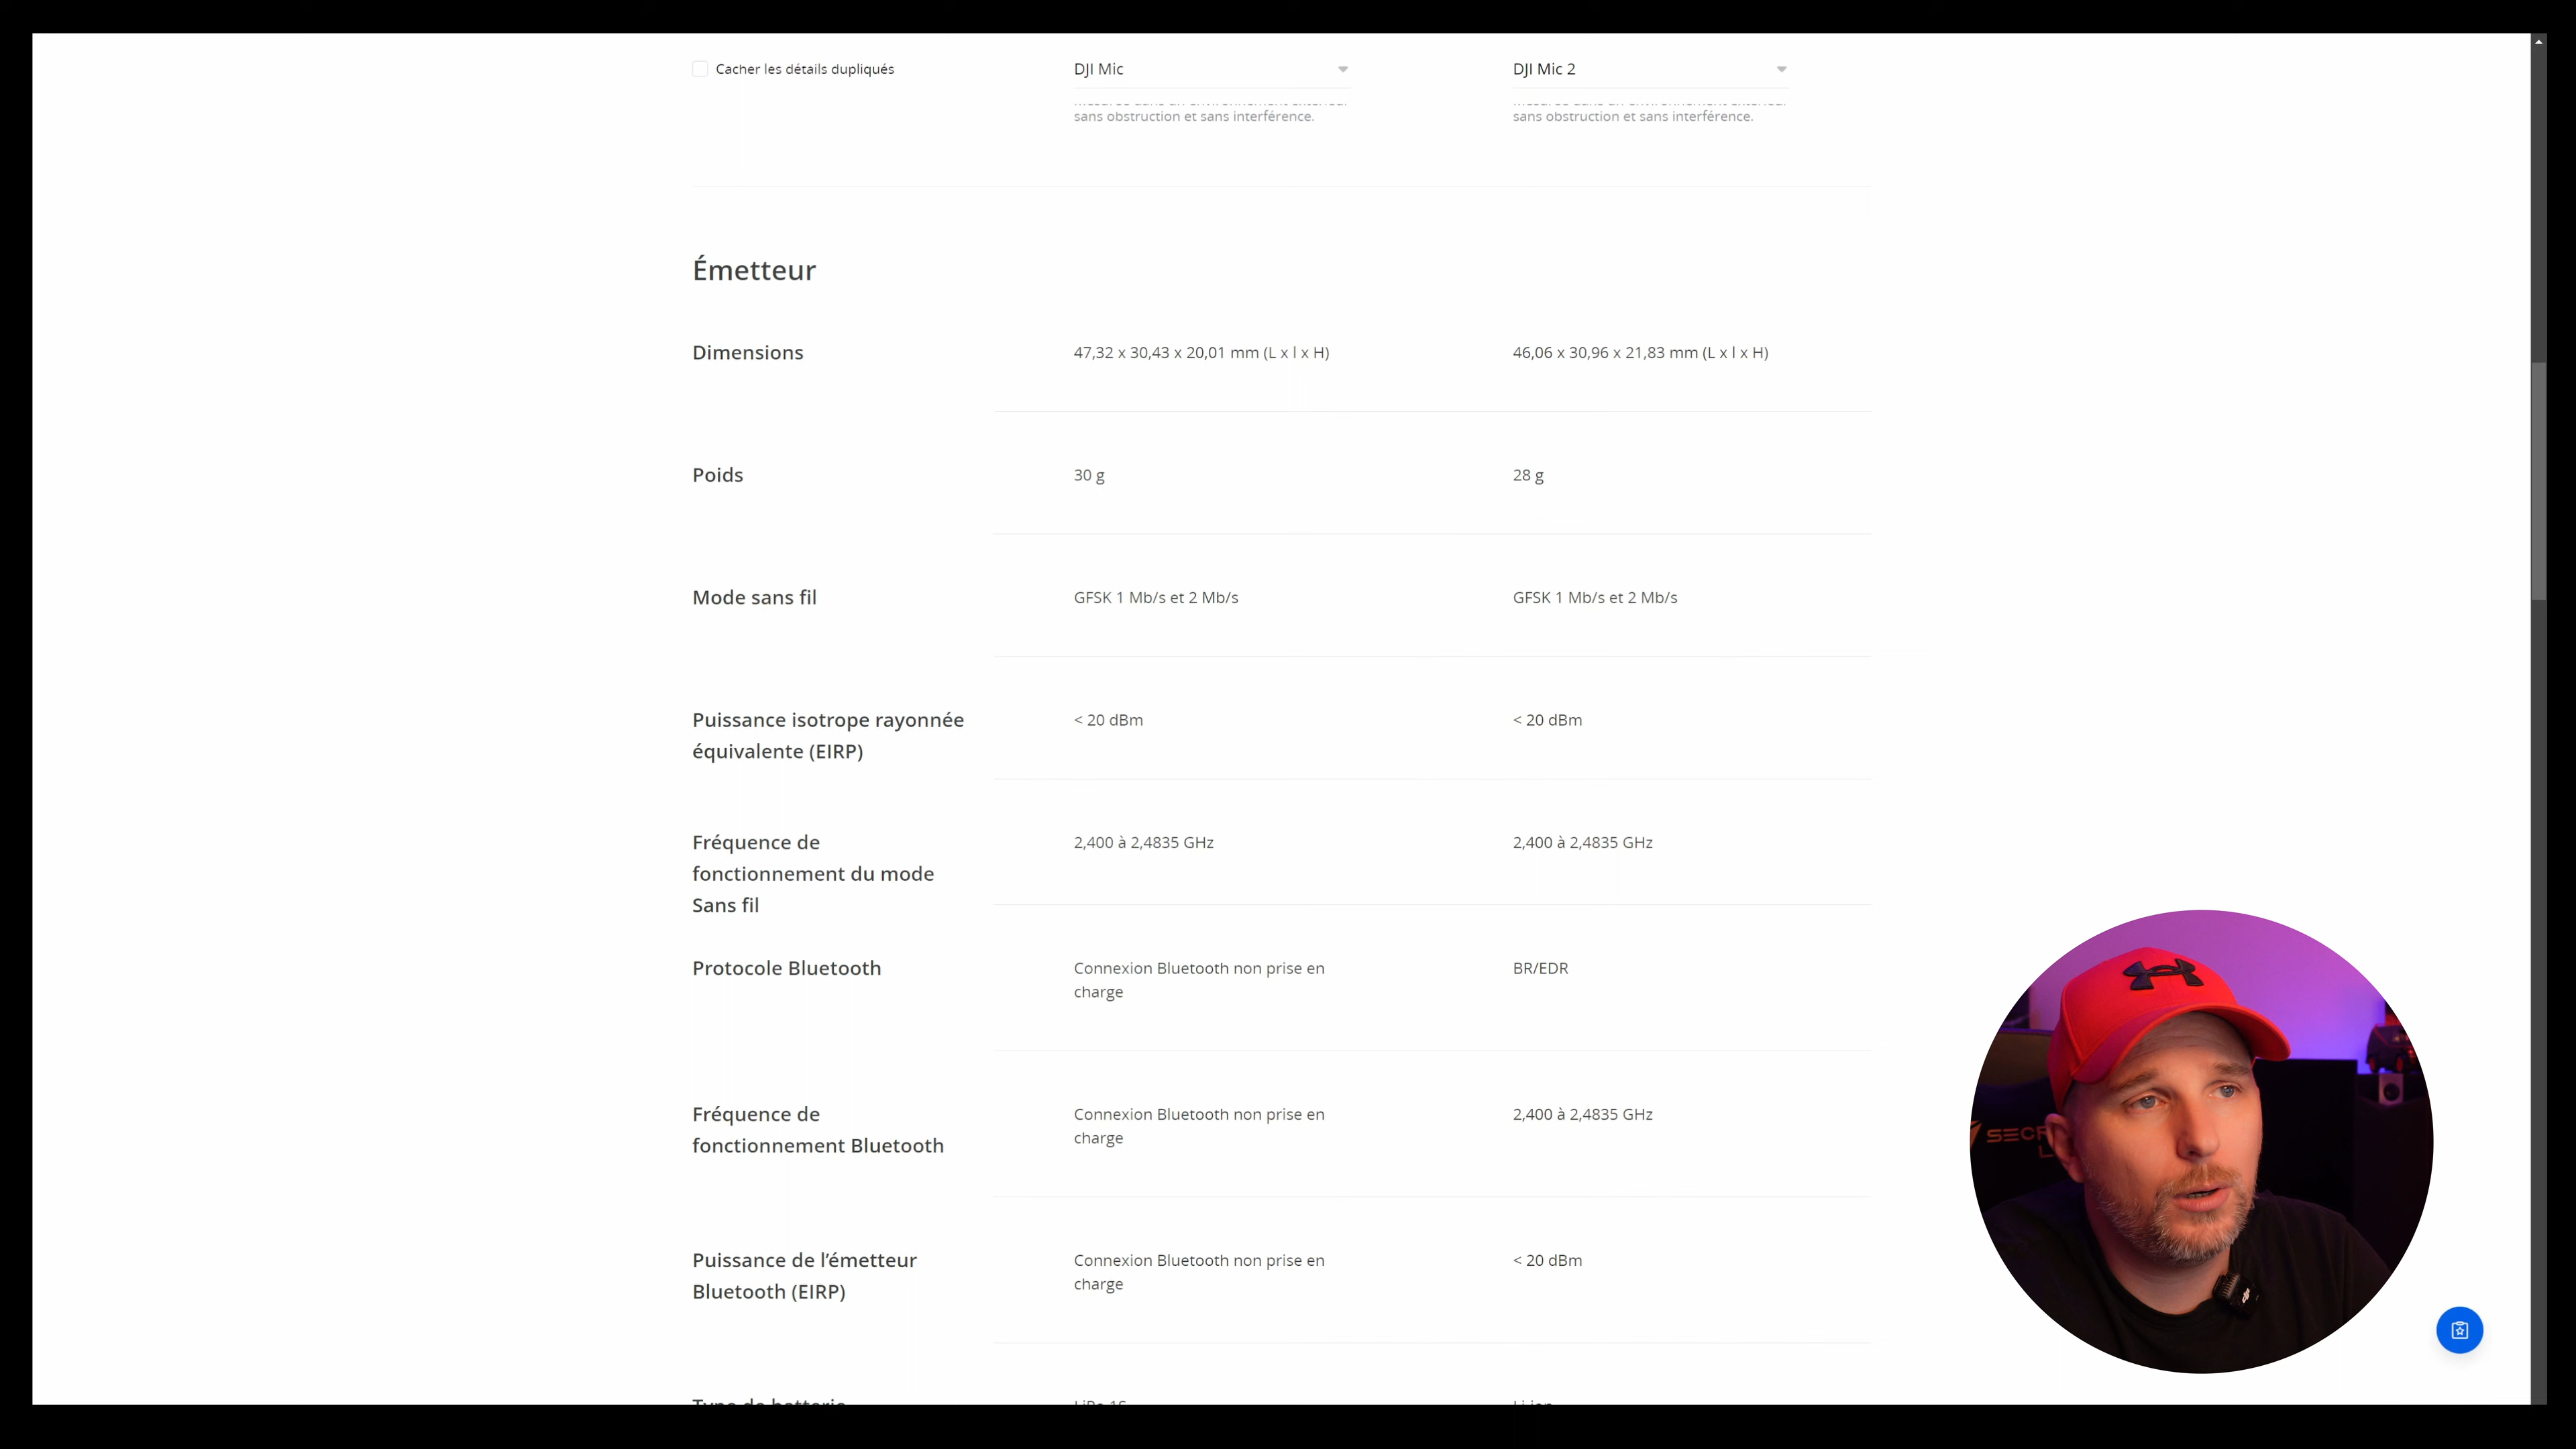 Cacher les détails dupliqués
DJI Mic
DJI Mic 2
sans obstruction et sans interférence.
sans obstruction et sans interférence.
Émetteur
Dimensions
47,32 x 30,43 x 20,01 mm (L x l x H)
46,06 x 30,96 x 21,83 mm (L x l x H)
Poids
30 g
28 g
Mode sans fil
GFSK 1 Mb/s et 2 Mb/s
GFSK 1 Mb/s et 2 Mb/s
Puissance isotrope rayonnée
équivalente (EIRP)
< 20 dBm
< 20 dBm
Fréquence de
fonctionnement du mode
Sans fil
2,400 à 2,4835 GHz
2,400 à 2,4835 GHz
Protocole Bluetooth
Connexion Bluetooth non prise en
charge
BR/EDR
Fréquence de
fonctionnement Bluetooth
Connexion Bluetooth non prise en
charge
2,400 à 2,4835 GHz
Puissance de l’émetteur
Bluetooth (EIRP)
Connexion Bluetooth non prise en
charge
< 20 dBm